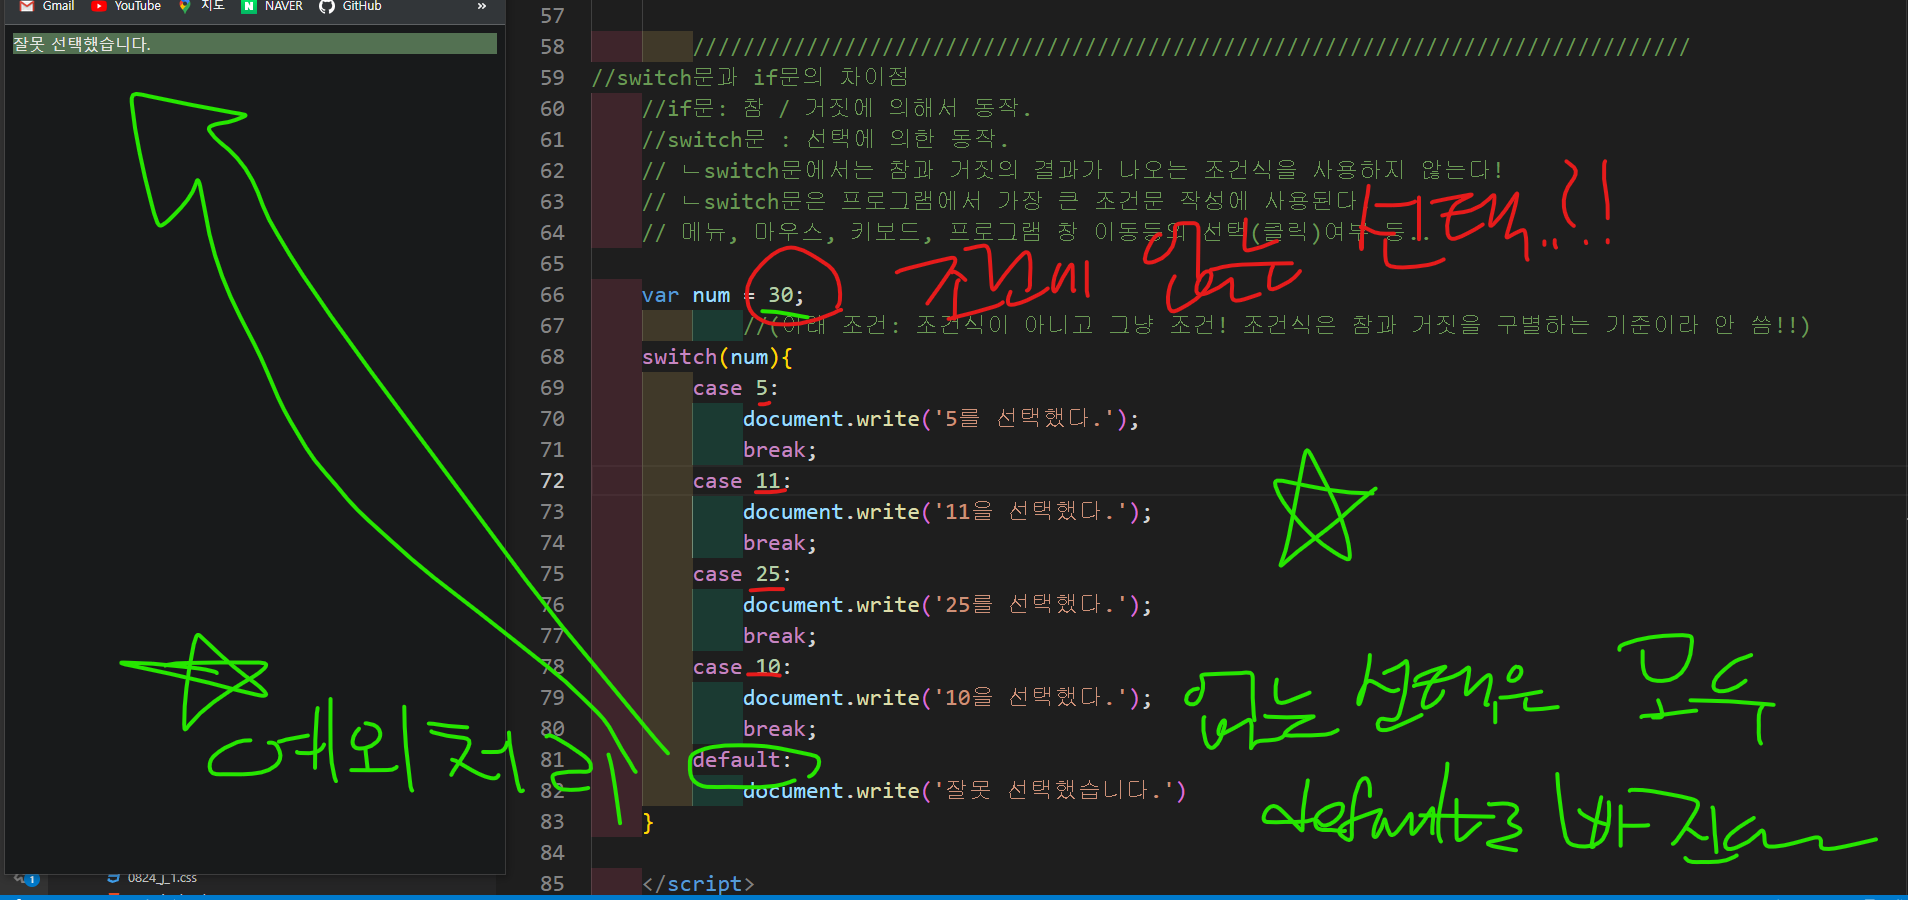 Gmail YouTube 지도 NAVER GitHub »
잘못 선택했습니다.
57
58 ///////////////////////////////////////////////////////////////////////////////
59 //switch문과 if문의 차이점
60 //if문: 참 / 거짓에 의해서 동작.
61 //switch문 : 선택에 의한 동작.
62 // ㄴswitch문에서는 참과 거짓의 결과가 나오는 조건식을 사용하지 않는다!
63 // ㄴswitch문은 프로그램에서 가장 큰 조건문 작성에 사용된다
64 // 메뉴, 마우스, 키보드, 프로그램 창 이동등의 선택(클릭)여부 등..
65
조건에 없는 선택..?!
66 var num = 30;
67 //(아래 조건: 조건식이 아니고 그냥 조건! 조건식은 참과 거짓을 구별하는 기준이라 안 씀!!)
68 switch(num){
69 case 5:
70 document.write('5를 선택했다.');
71 break;
72 case 11:
73 document.write('11을 선택했다.');
74 break;
75 case 25:
76 document.write('25를 선택했다.');
77 break;
78 case 10:
79 document.write('10을 선택했다.');
80 break;
81 default:
82 document.write('잘못 선택했습니다.')
83 }
84
85 </script>
예외처리
없는 선택은 모두
default로 빠진다
1
0824_j_1.css